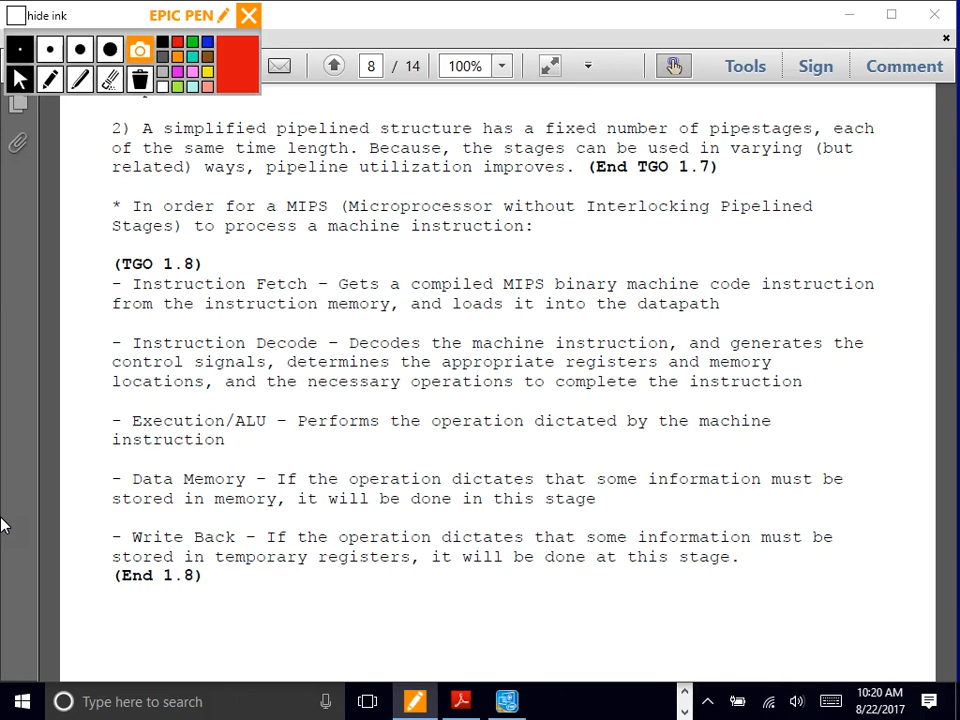 hide ink
EPIC PEN
8 / 14
100%
Tools
Sign
Comment
2) A simplified pipelined structure has a fixed number of pipestages, each
of the same time length. Because, the stages can be used in varying (but
related) ways, pipeline utilization improves. (End TGO 1.7)
* In order for a MIPS (Microprocessor without Interlocking Pipelined
Stages) to process a machine instruction:
(TGO 1.8)
- Instruction Fetch – Gets a compiled MIPS binary machine code instruction
from the instruction memory, and loads it into the datapath
- Instruction Decode – Decodes the machine instruction, and generates the
control signals, determines the appropriate registers and memory
locations, and the necessary operations to complete the instruction
- Execution/ALU – Performs the operation dictated by the machine
instruction
- Data Memory – If the operation dictates that some information must be
stored in memory, it will be done in this stage
- Write Back – If the operation dictates that some information must be
stored in temporary registers, it will be done at this stage.
(End 1.8)
Type here to search
10:20 AM
8/22/2017